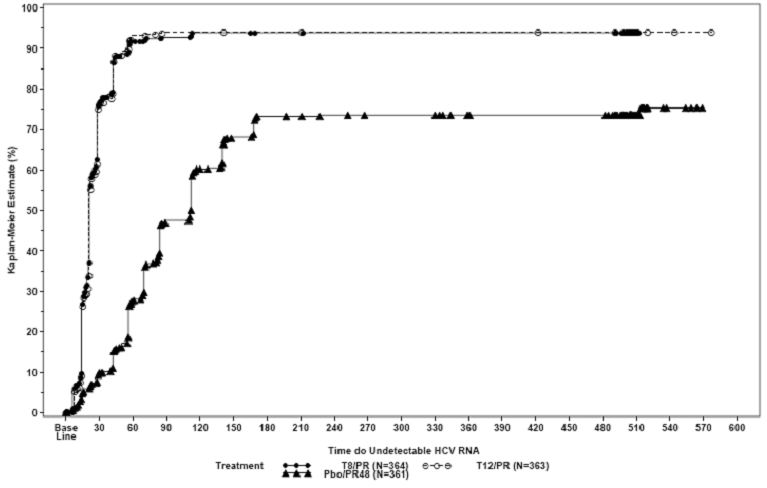 Kaplan-Meier Estimate (%)
100
90
80
70
60
50
40
30
20
10
0
Base Line 30 60 90 120 150 180 210 240 270 300 330 360 390 420 450 480 510 540 570 600
Time do Undetectable HCV RNA
Treatment T8/PR (N=364) T12/PR (N=363)
Pbo/PR48 (N=361)